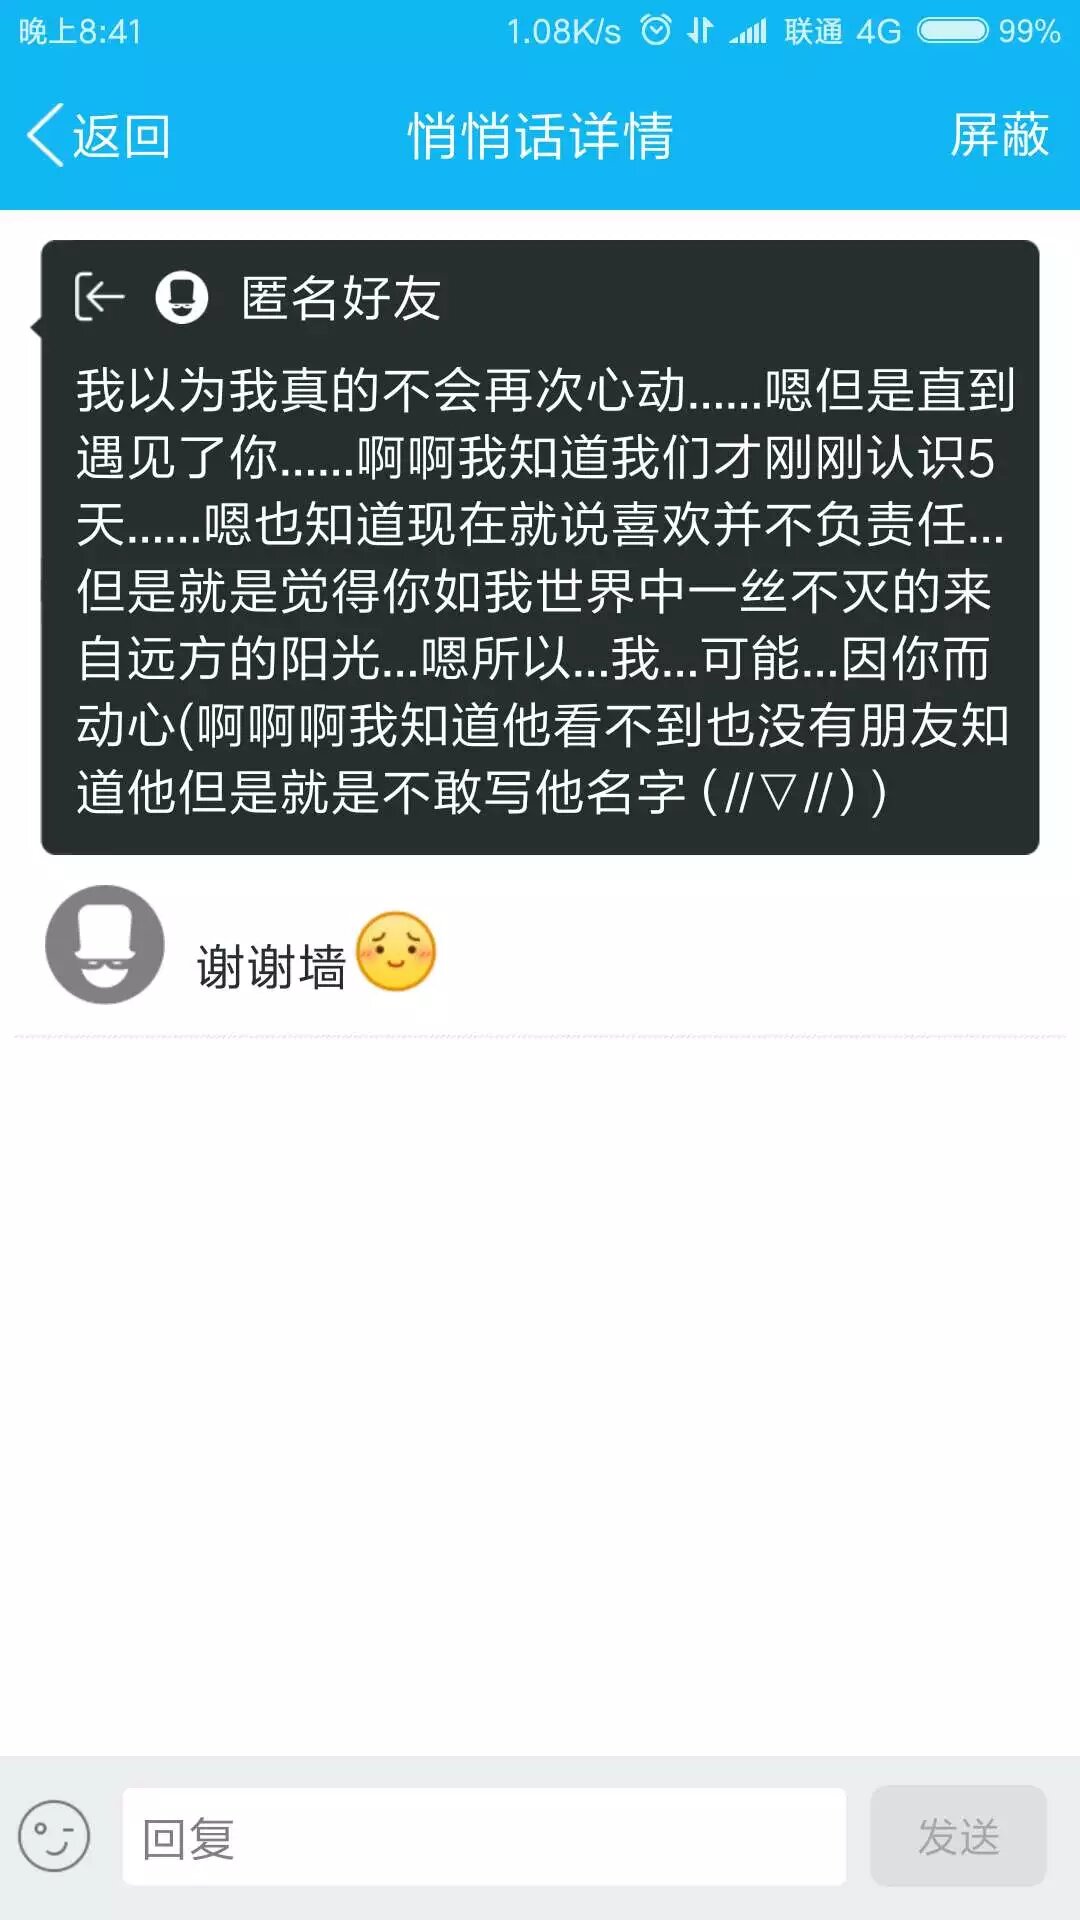 晚上8:41 1.08K/s 联通 4G 99%
返回 悄悄话详情 屏蔽
匿名好友
我以为我真的不会再次心动......嗯但是直到
遇见了你......啊啊我知道我们才刚刚认识5
天......嗯也知道现在就说喜欢并不负责任...
但是就是觉得你如我世界中一丝不灭的来
自远方的阳光...嗯所以...我...可能...因你而
动心(啊啊啊我知道他看不到也没有朋友知
道他但是就是不敢写他名字 (//▽//) )
谢谢墙
回复 发送